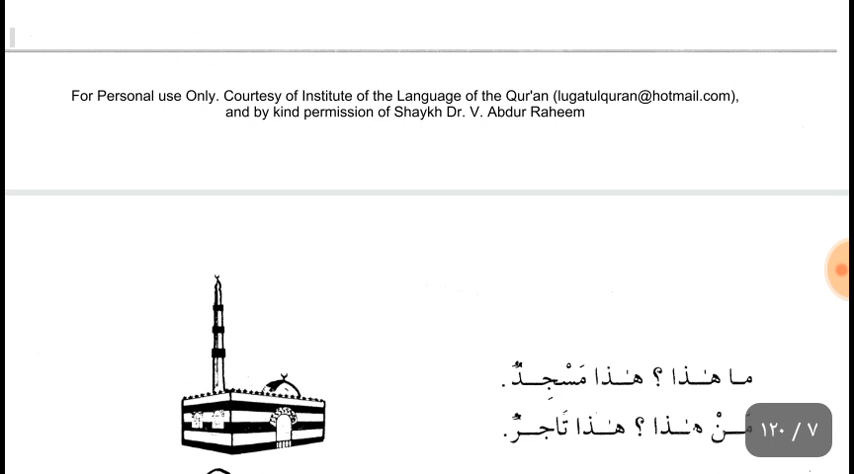 For Personal use Only. Courtesy of Institute of the Language of the Qur'an (lugatulquran@hotmail.com),
and by kind permission of Shaykh Dr. V. Abdur Raheem
ما هٰذا ؟ هٰذا مَسْجِدٌ .
مَنْ هٰذا ؟ هٰذا تَاجِرٌ .
١٢٠ / ٧